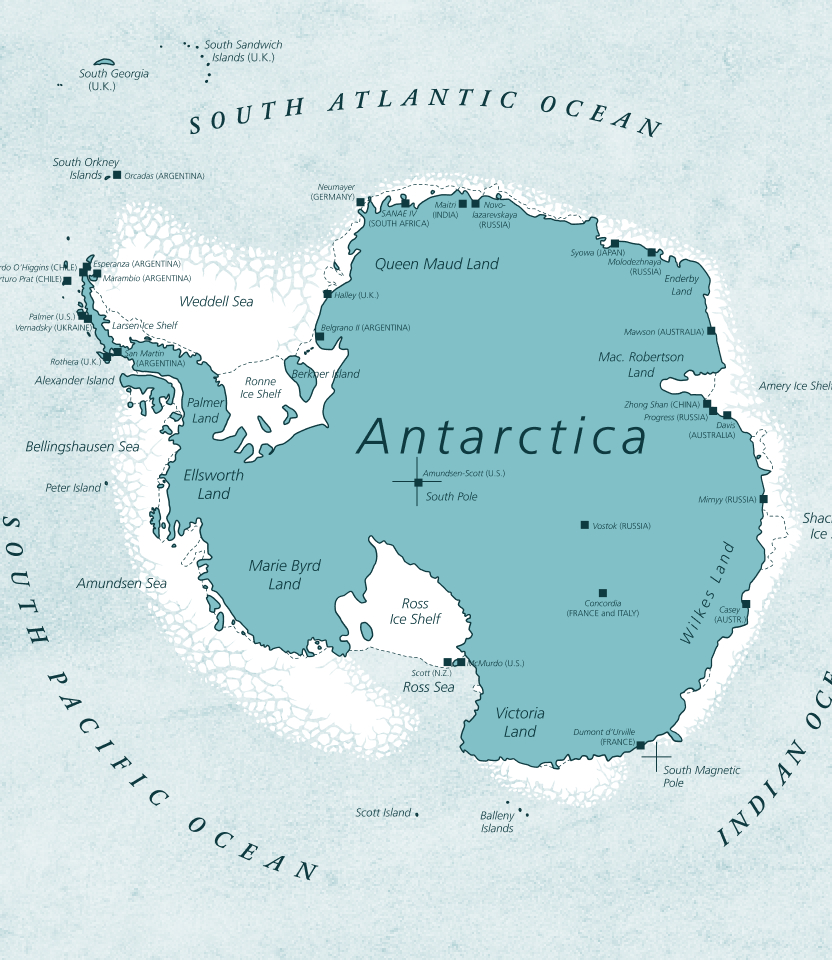 South Sandwich
Islands (U.K.)
South Georgia
(U.K.)
SOUTH ATLANTIC OCEAN
South Orkney
Islands
Orcadas (ARGENTINA)
Neumayer
(GERMANY)
SANAE IV
(SOUTH AFRICA)
Maitri
(INDIA)
Novo-
lazarevskaya
(RUSSIA)
Syowa (JAPAN)
Molodezhnaya
(RUSSIA)
Enderby
Land
Queen Maud Land
rdo O'Higgins (CHILE)
Esperanza (ARGENTINA)
rturo Prat (CHILE)
Marambio (ARGENTINA)
Weddell Sea
Halley (U.K.)
Palmer (U.S.)
Vernadsky (UKRAINE)
Larsen Ice Shelf
Belgrano II (ARGENTINA)
Mawson (AUSTRALIA)
San Martin
(ARGENTINA)
Rothera (U.K.)
Mac. Robertson
Land
Alexander Island
Ronne
Ice Shelf
Berkner Island
Amery Ice Shelf
Palmer
Land
Zhong Shan (CHINA)
Progress (RUSSIA)
Davis
(AUSTRALIA)
Antarctica
Bellingshausen Sea
Ellsworth
Land
Amundsen-Scott (U.S.)
South Pole
Peter Island
Mirnyy (RUSSIA)
Vostok (RUSSIA)
Shac
Ice S
Marie Byrd
Land
Amundsen Sea
Ross
Ice Shelf
Concordia
(FRANCE and ITALY)
Wilkes Land
Casey
(AUSTR.)
Scott (N.Z.)
McMurdo (U.S.)
Ross Sea
Victoria
Land
Dumont d'Urville
(FRANCE)
South Magnetic
Pole
Scott Island
Balleny
Islands
SOUTH PACIFIC OCEAN
INDIAN OCE